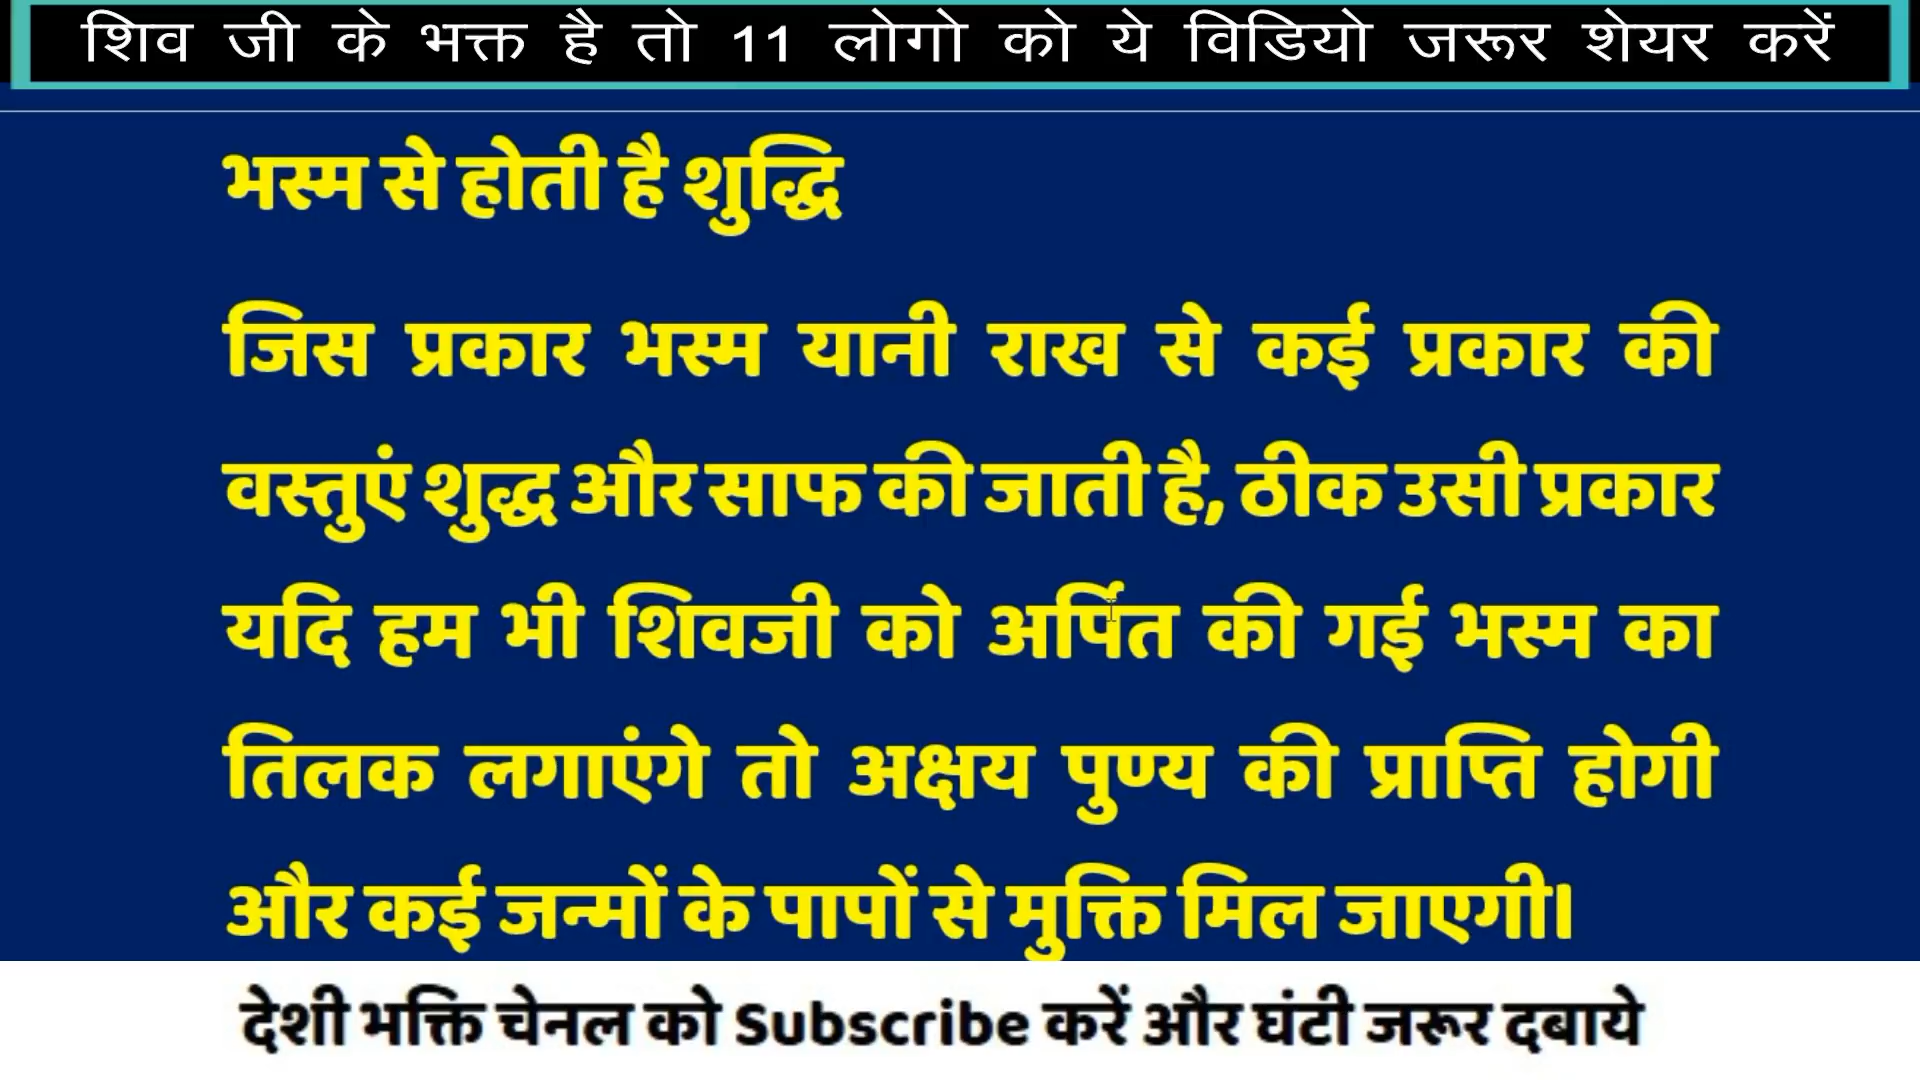 शिव जी के भक्त है तो 11 लोगो को ये विडियो जरूर शेयर करें
भस्म से होती है शुद्धि
जिस प्रकार भस्म यानी राख से कई प्रकार की
वस्तुएं शुद्ध और साफ की जाती है, ठीक उसी प्रकार
यदि हम भी शिवजी को अर्पित की गई भस्म का
तिलक लगाएंगे तो अक्षय पुण्य की प्राप्ति होगी
और कई जन्मों के पापों से मुक्ति मिल जाएगी।
देशी भक्ति चेनल को Subscribe करें और घंटी जरूर दबाये